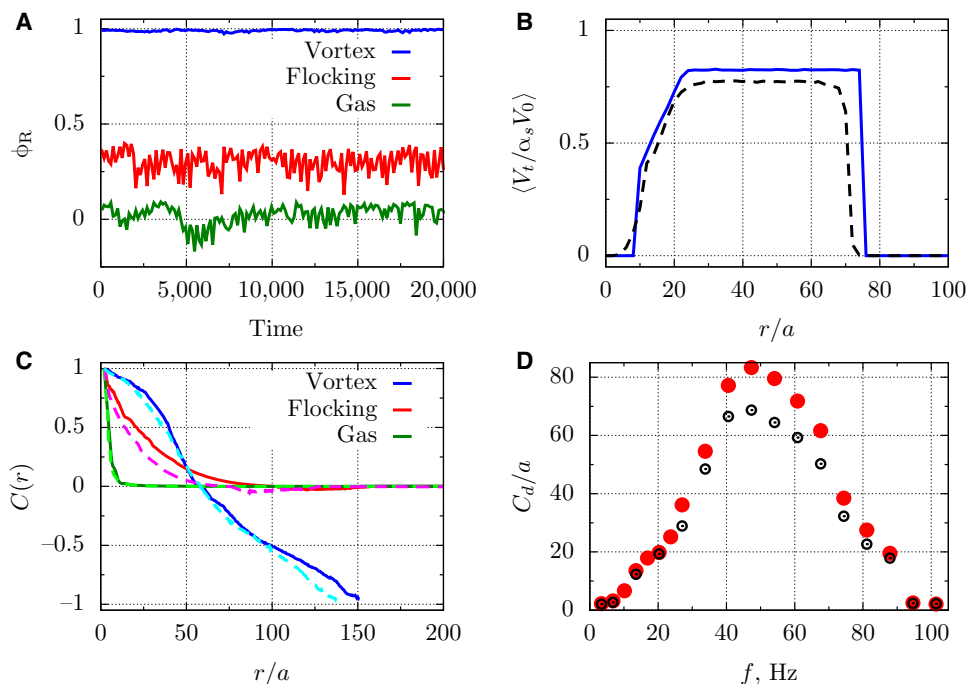 A
1
0.5
0
ϕR
Vortex
Flocking
Gas
0 5,000 10,000 15,000 20,000
Time
B
1
0.5
0
⟨Vt/αsV0⟩
0 20 40 60 80 100
r/a
C
1
0.5
0
−0.5
−1
C(r)
Vortex
Flocking
Gas
0 50 100 150 200
r/a
D
80
60
40
20
0
Cd/a
0 20 40 60 80 100
f, Hz